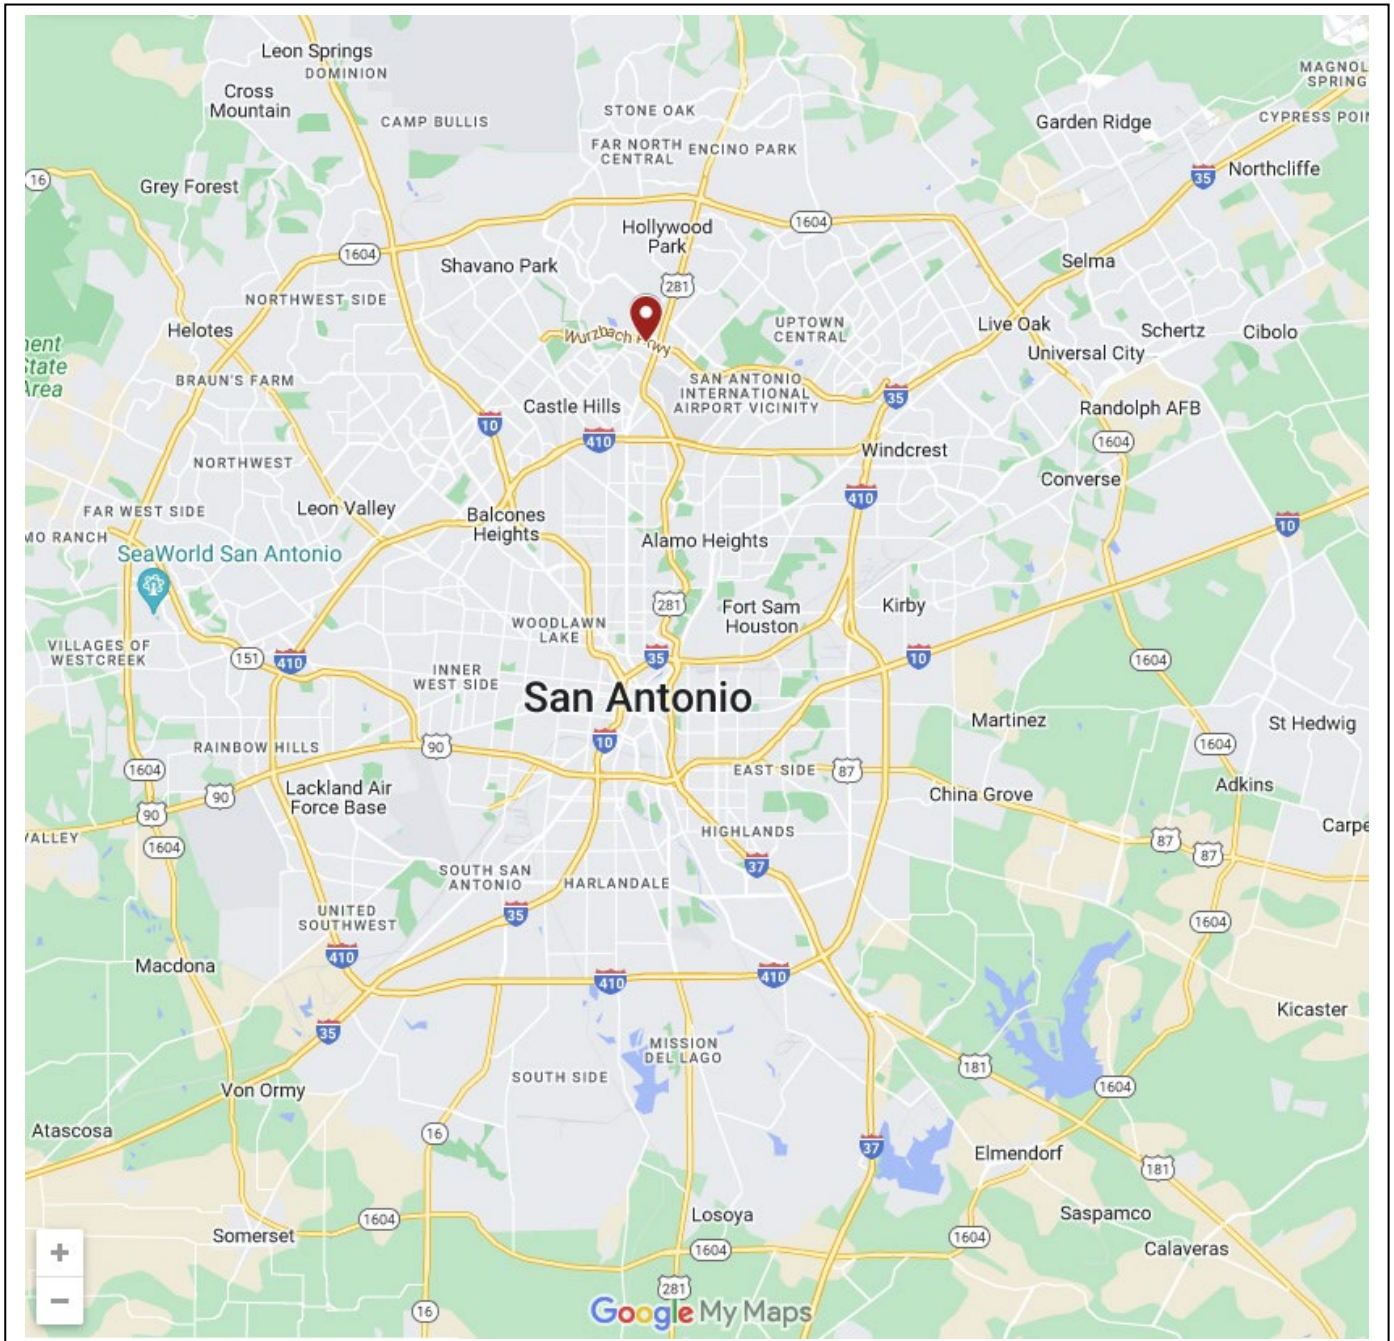 Leon Springs
DOMINION
MAGNOL
SPRING
Cross
Mountain
CAMP BULLIS
STONE OAK
Garden Ridge
CYPRESS POIN
FAR NORTH
CENTRAL
ENCINO PARK
35
Northcliffe
16
Grey Forest
1604
Hollywood
Park
1604
Shavano Park
Selma
281
NORTHWEST SIDE
Helotes
Wurzbach Pkwy
UPTOWN
CENTRAL
Live Oak
Schertz
Cibolo
ment
State
Area
Universal City
BRAUN'S FARM
SAN ANTONIO
INTERNATIONAL
AIRPORT VICINITY
35
Castle Hills
Randolph AFB
10
410
1604
Windcrest
NORTHWEST
Converse
410
FAR WEST SIDE
Leon Valley
Balcones
Heights
10
MO RANCH
SeaWorld San Antonio
Alamo Heights
281
Fort Sam
Houston
Kirby
WOODLAWN
LAKE
VILLAGES OF
WESTCREEK
151
410
35
10
1604
INNER
WEST SIDE
San Antonio
Martinez
St Hedwig
RAINBOW HILLS
90
10
1604
1604
EAST SIDE
87
Lackland Air
Force Base
90
China Grove
Adkins
90
VALLEY
1604
HIGHLANDS
87
87
Carpe
37
SOUTH SAN
ANTONIO
HARLANDALE
35
UNITED
SOUTHWEST
1604
410
Macdona
410
410
Kicaster
35
MISSION
DEL LAGO
181
SOUTH SIDE
1604
Von Ormy
Atascosa
16
37
Elmendorf
181
Somerset
1604
Losoya
Saspamco
1604
1604
Calaveras
+
−
281
16
Google My Maps